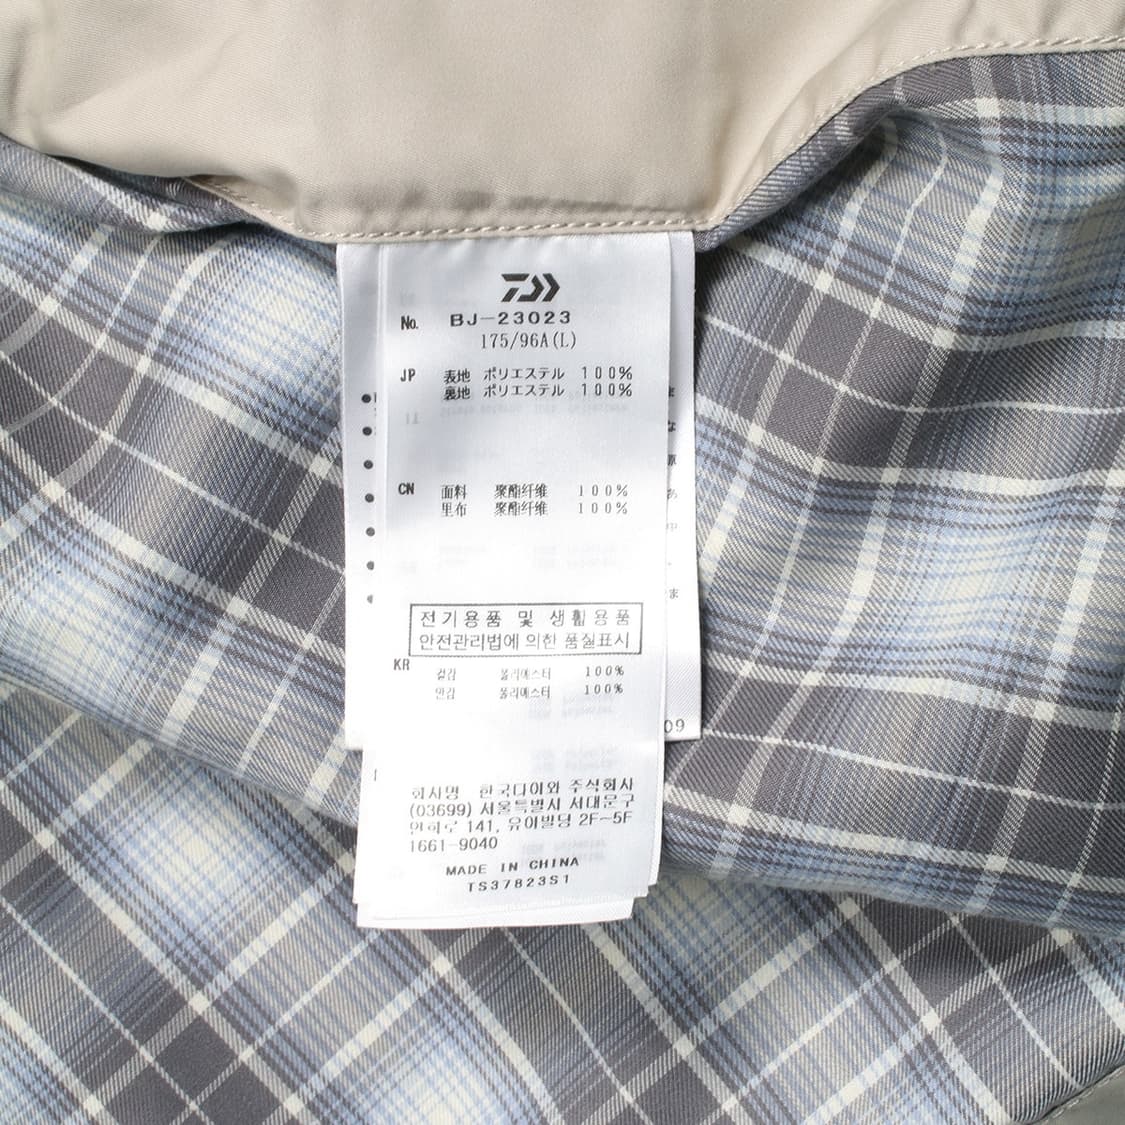 No. BJ-23023
175/96A(L)
JP 表地 ポリエステル 100%
裏地 ポリエステル 100%
CN 面料 聚酯纤维 100%
里布 聚酯纤维 100%
전기용품 및 생활용품
안전관리법에 의한 품질표시
KR 겉감 폴리에스터 100%
안감 폴리에스터 100%
회사명 한국다이와 주식회사
(03699) 서울특별시 서대문구
연희로 141, 유아빌딩 2F~5F
1661-9040
MADE IN CHINA
TS37823S1
09